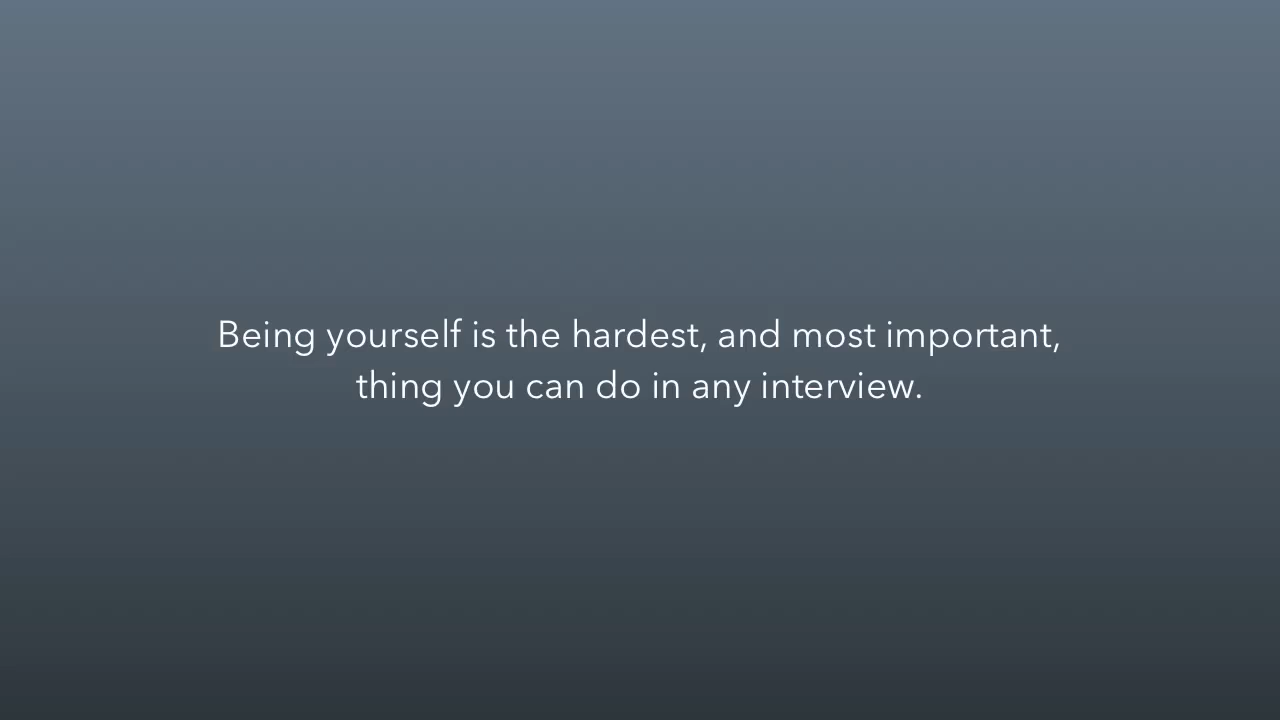 Being yourself is the hardest, and most important,
thing you can do in any interview.